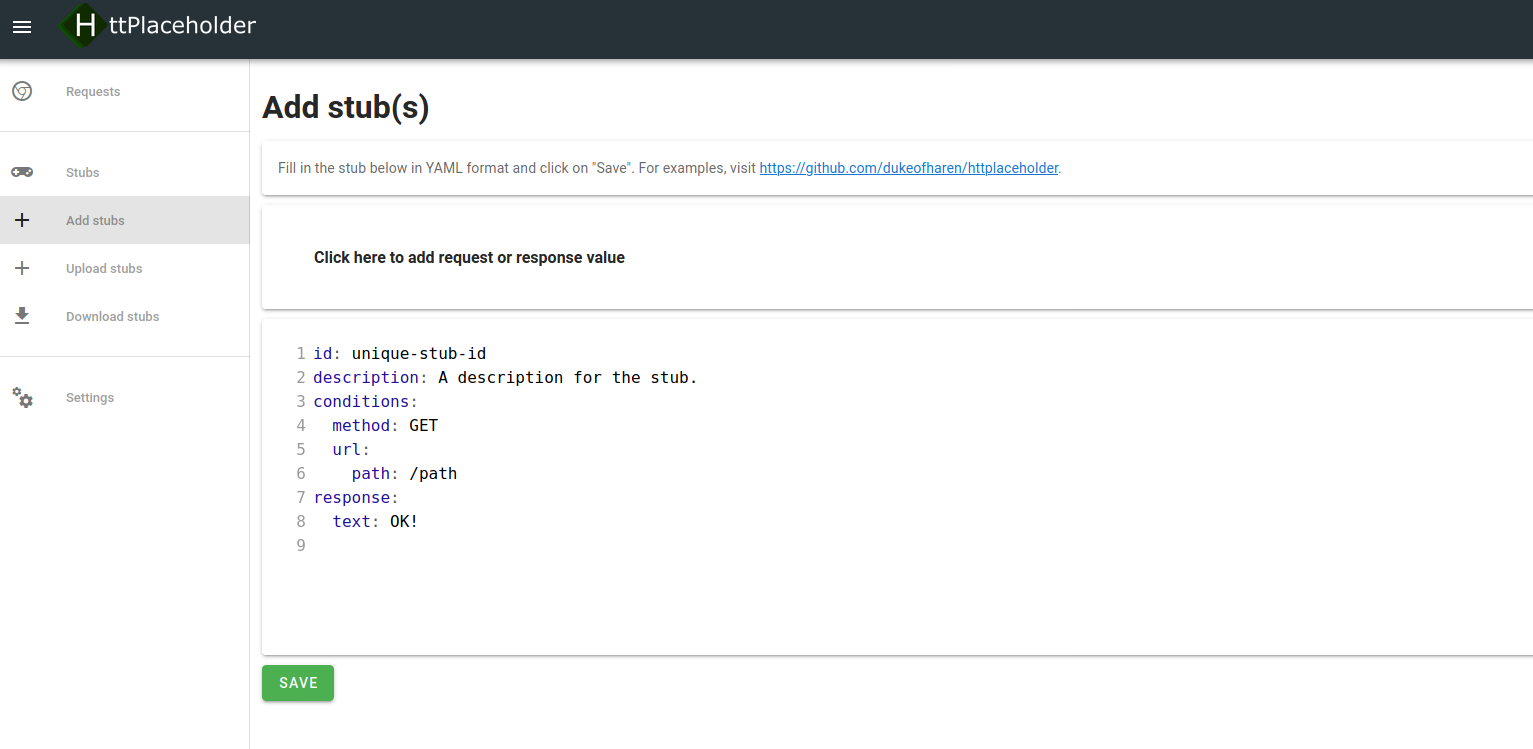 HttPlaceholder
Requests
Stubs
Add stubs
Upload stubs
Download stubs
Settings
Add stub(s)
Fill in the stub below in YAML format and click on "Save". For examples, visit https://github.com/dukeofharen/httplaceholder.
Click here to add request or response value
1 id: unique-stub-id
2 description: A description for the stub.
3 conditions:
4   method: GET
5   url:
6     path: /path
7 response:
8   text: OK!
9
SAVE